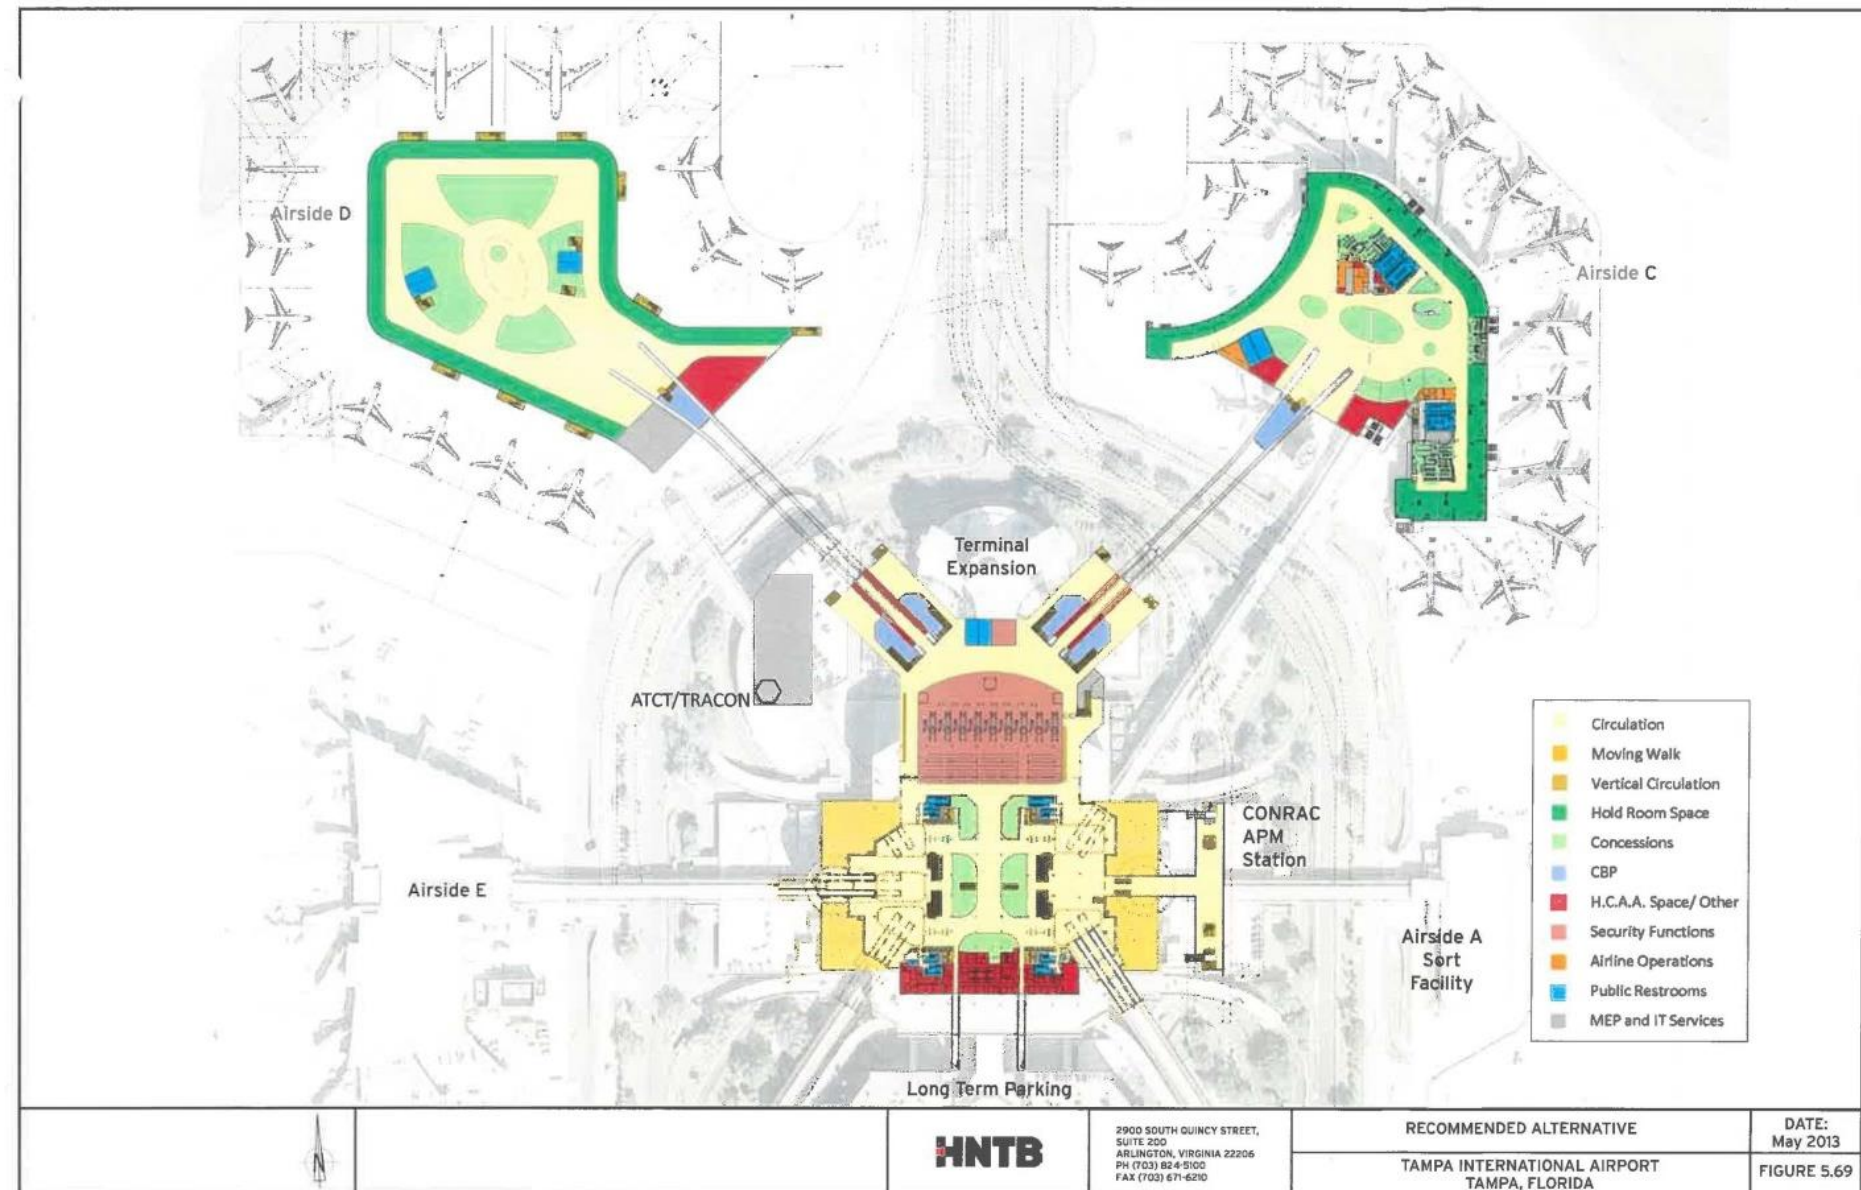 Airside D
Airside C
Terminal
Expansion
ATCT/TRACON
CONRAC
APM
Station
Airside E
Airside A
Sort
Facility
Long Term Parking
Circulation
Moving Walk
Vertical Circulation
Hold Room Space
Concessions
CBP
H.C.A.A. Space/ Other
Security Functions
Airline Operations
Public Restrooms
MEP and IT Services
N
HNTB
2900 SOUTH QUINCY STREET,
SUITE 200
ARLINGTON, VIRGINIA 22206
PH (703) 824-5100
FAX (703) 671-6210
RECOMMENDED ALTERNATIVE
TAMPA INTERNATIONAL AIRPORT
TAMPA, FLORIDA
DATE:
May 2013
FIGURE 5.69